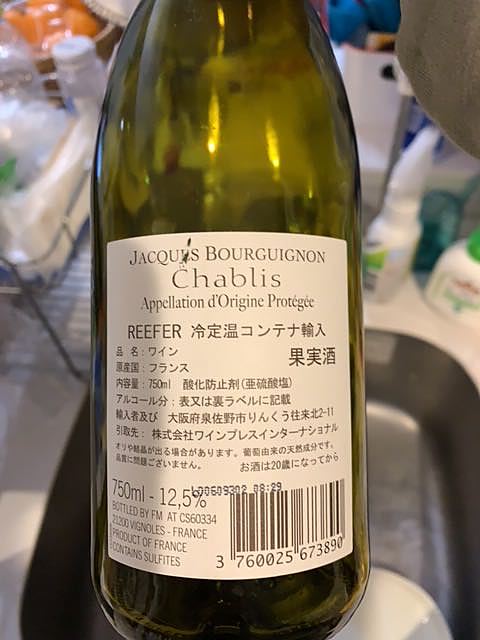 JACQUES BOURGUIGNON
Chablis
Appellation d'Origine Protégée
REEFER 冷定温コンテナ輸入
品 名：ワイン
果実酒
原産国：フランス
内容量：750ml 酸化防止剤(亜硫酸塩)
アルコール分：表又は裏ラベルに記載
輸入者及び 大阪府泉佐野市りんくう往来北2-11
引取先： 株式会社ワインプレスインターナショナル
オリや結晶が出る場合があります。葡萄由来の天然成分です。
品質に問題ございません。
お酒は20歳になってから
750ml - 12,5%
L00609302 08:29
BOTTLED BY FM AT CS60334
21200 VIGNOLES - FRANCE
PRODUCT OF FRANCE
CONTAINS SULFITES
3 760025 673890